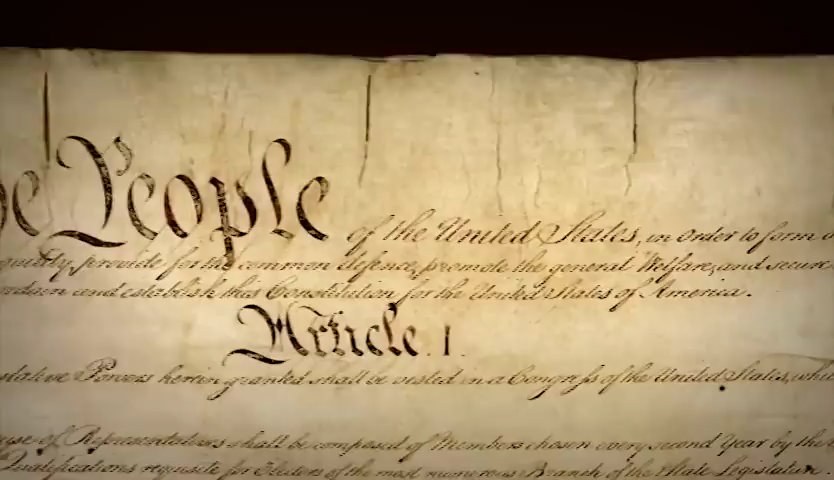 People of the United States, in Order to form
provide for the common defence, promote the general Welfare, and secure
and establish this Constitution for the United States of America.
Article. I.
Powers herein granted shall be vested in a Congress of the United States, whi
of Representatives shall be composed of Members chosen every second Year by the
Qualifications requisite for Electors of the most numerous Branch of the State Legislature.